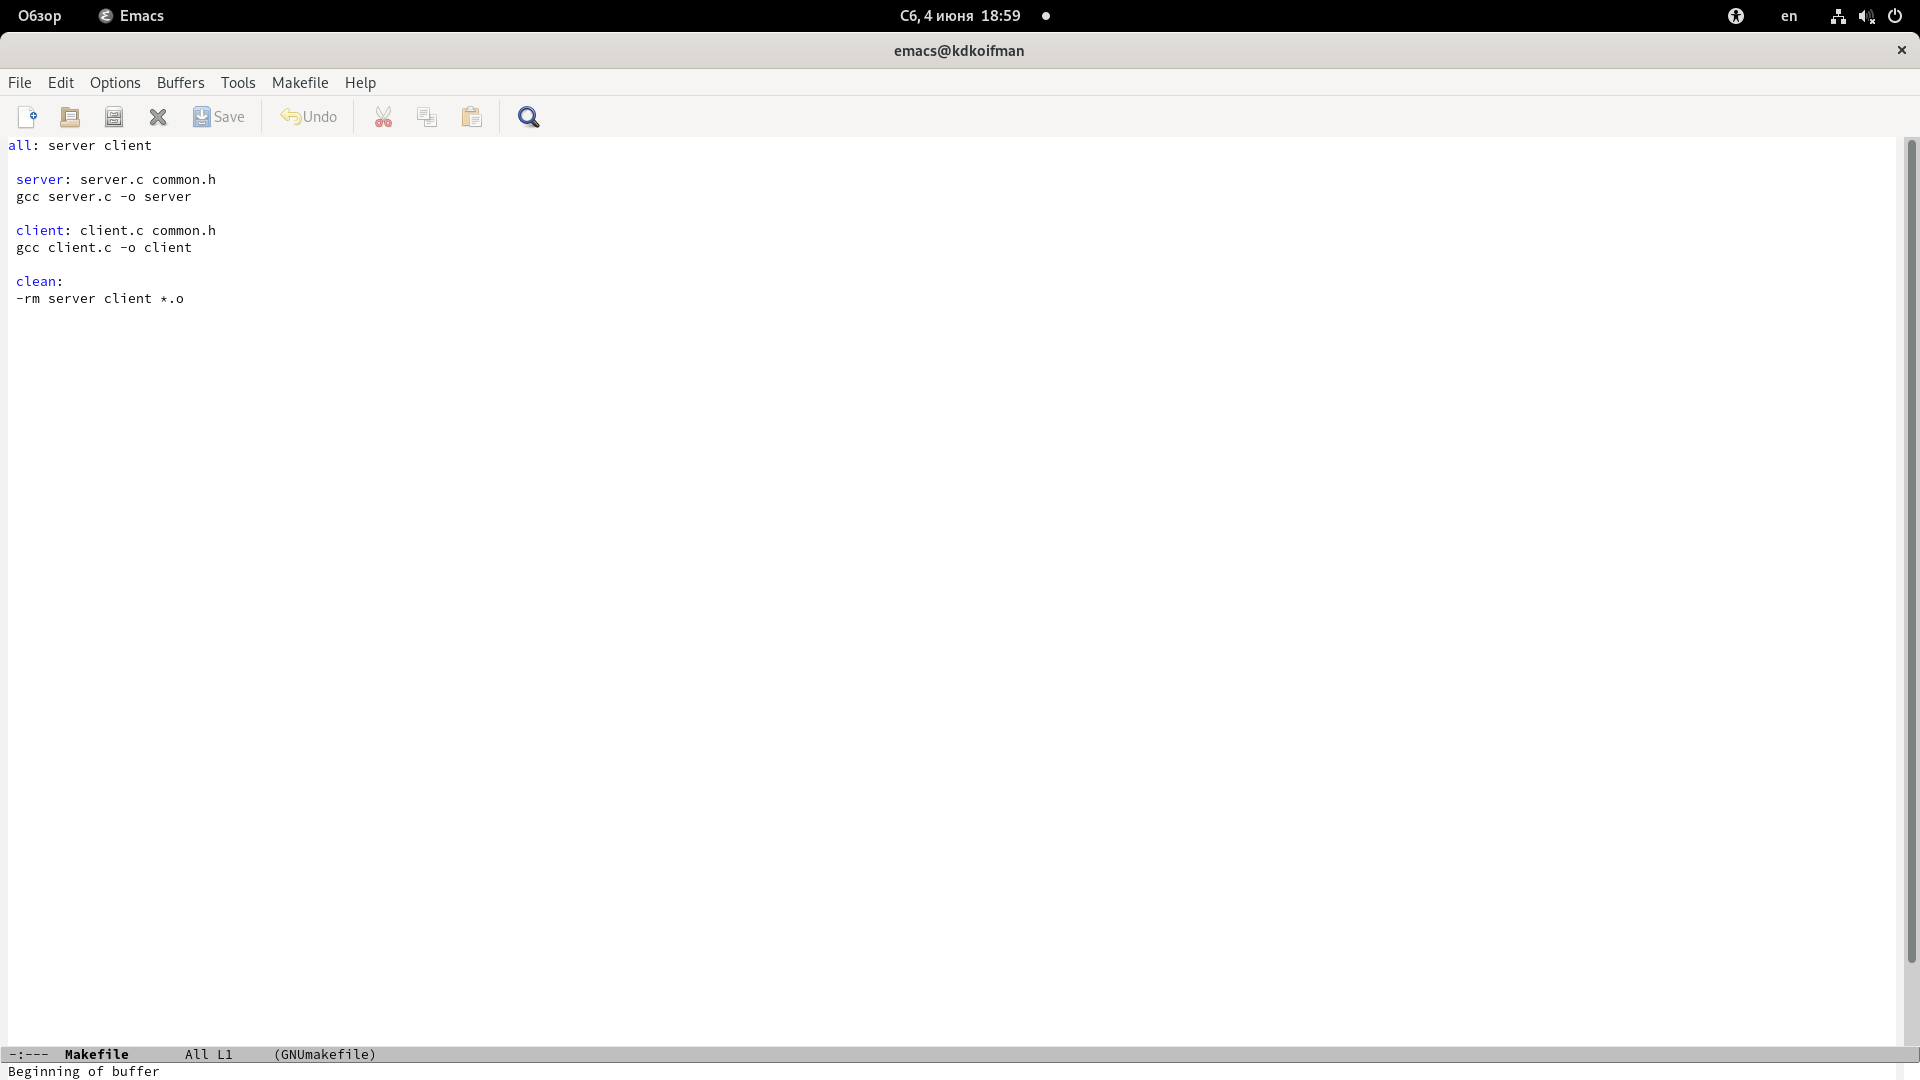 Обзор Emacs Сб, 4 июня 18:59 en
emacs@kdkoifman
File Edit Options Buffers Tools Makefile Help
Save Undo
all: server client
server: server.c common.h
gcc server.c -o server
client: client.c common.h
gcc client.c -o client
clean:
-rm server client *.o
-:--- Makefile All L1 (GNUmakefile)
Beginning of buffer